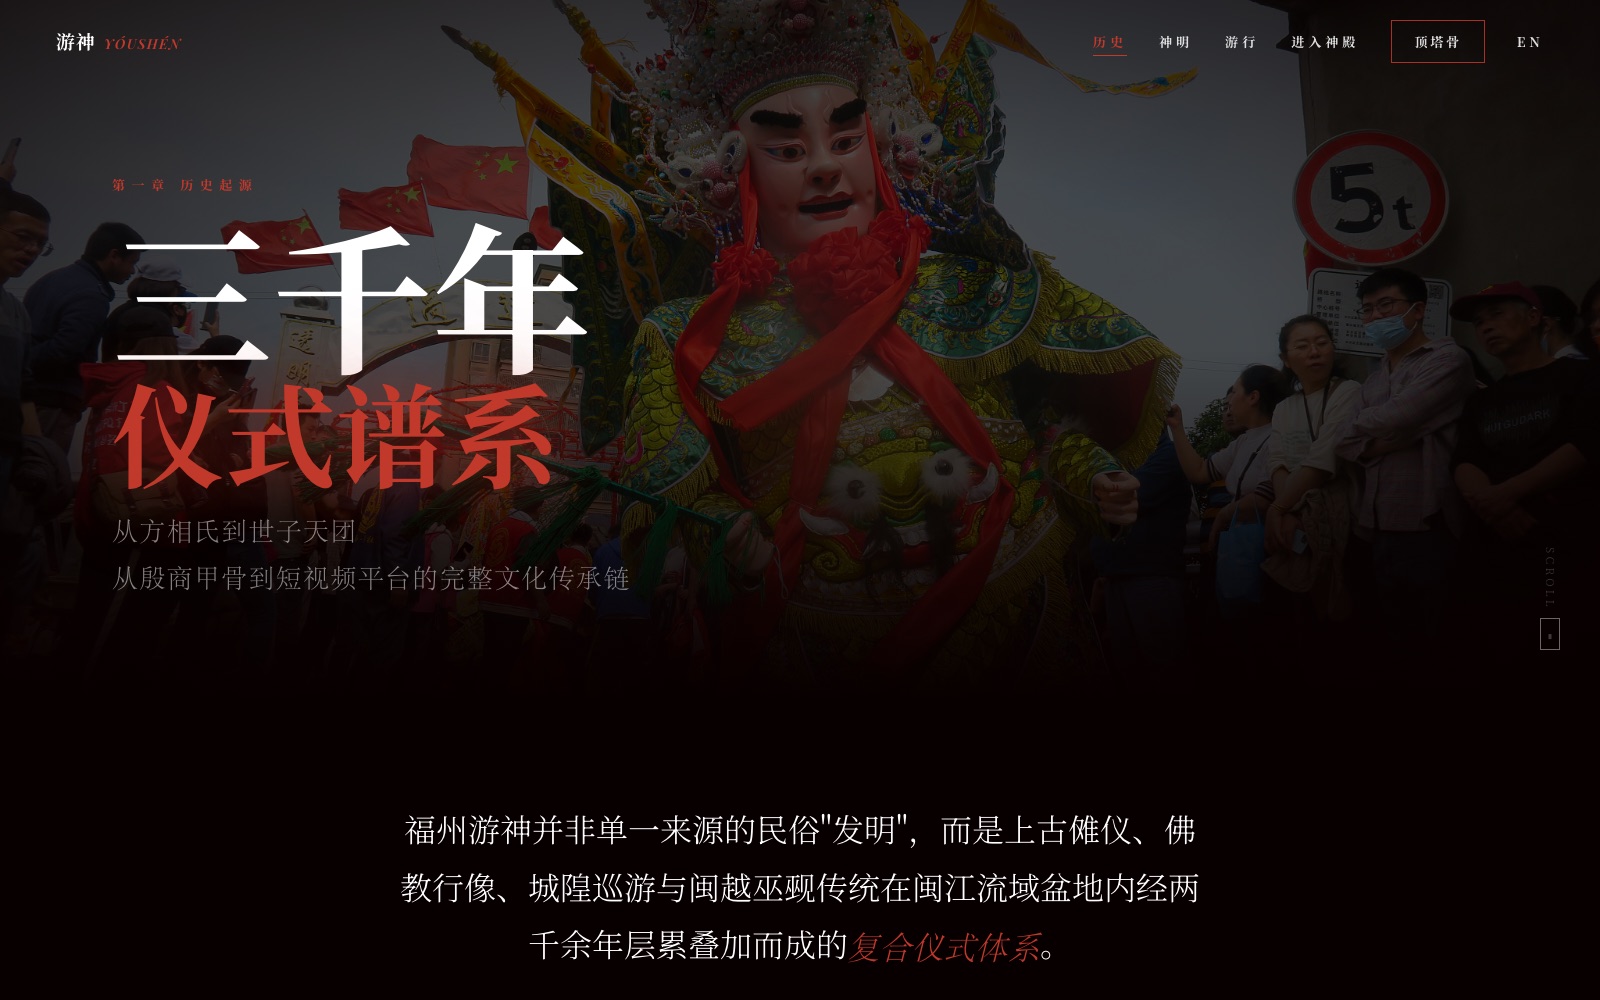 游神 YÓUSHÉN
历史 神明 游行 进入神殿 顶塔骨 EN
5t
第一章 历史起源
三千年
仪式谱系
从方相氏到世子天团
从殷商甲骨到短视频平台的完整文化传承链
SCROLL
福州游神并非单一来源的民俗"发明"，而是上古傩仪、佛
教行像、城隍巡游与闽越巫觋传统在闽江流域盆地内经两
千余年层累叠加而成的复合仪式体系。